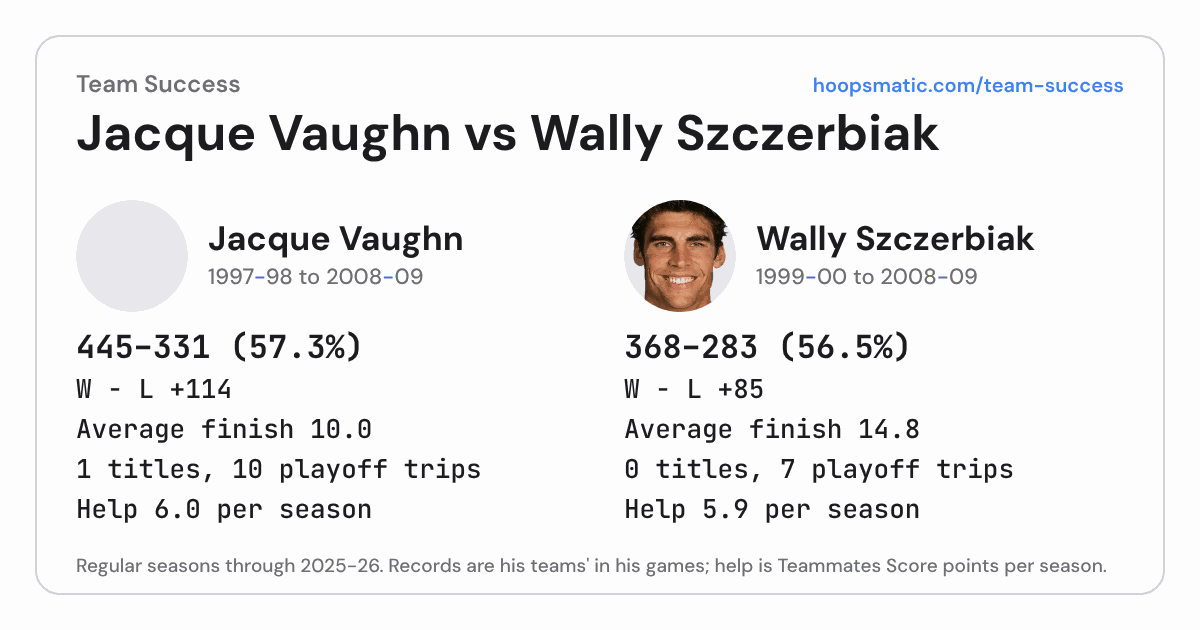 Team Success
hoopsmatic.com/team-success
Jacque Vaughn vs Wally Szczerbiak
Jacque Vaughn
1997-98 to 2008-09
445-331 (57.3%)
W - L +114
Average finish 10.0
1 titles, 10 playoff trips
Help 6.0 per season
Wally Szczerbiak
1999-00 to 2008-09
368-283 (56.5%)
W - L +85
Average finish 14.8
0 titles, 7 playoff trips
Help 5.9 per season
Regular seasons through 2025-26. Records are his teams' in his games; help is Teammates Score points per season.